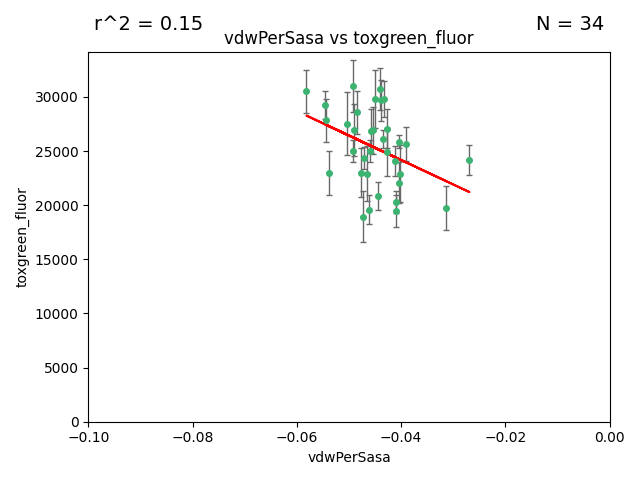 r^2 = 0.15
N = 34
vdwPerSasa vs toxgreen_fluor
toxgreen_fluor
30000
25000
20000
15000
10000
5000
0
−0.10
−0.08
−0.06
−0.04
−0.02
0.00
vdwPerSasa